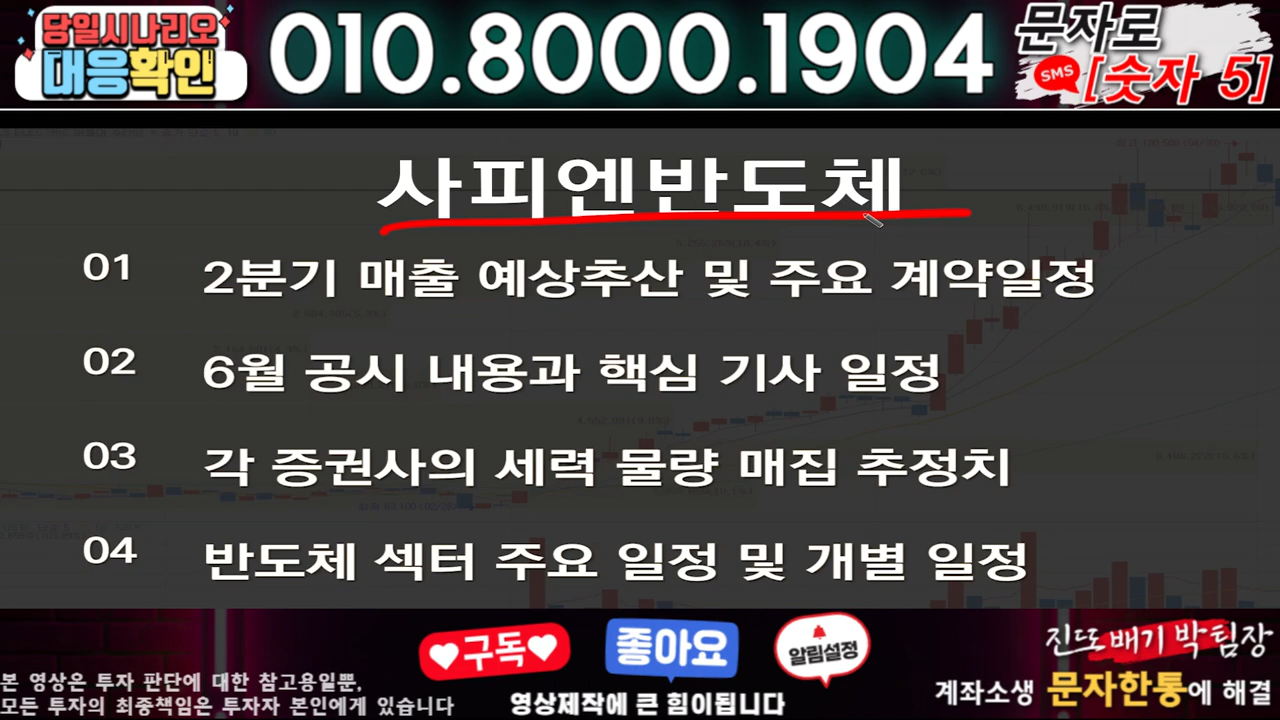 당일시나리오
대응확인
010.8000.1904
문자로
SMS [숫자 5]
사피엔반도체
01 2분기 매출 예상추산 및 주요 계약일정
02 6월 공시 내용과 핵심 기사 일정
03 각 증권사의 세력 물량 매집 추정치
04 반도체 섹터 주요 일정 및 개별 일정
구독
좋아요
알림설정
영상제작에 큰 힘이됩니다
본 영상은 투자 판단에 대한 참고용일뿐,
모든 투자의 최종책임은 투자자 본인에게 있습니다
진또배기 박팀장
계좌소생 문자한통에 해결